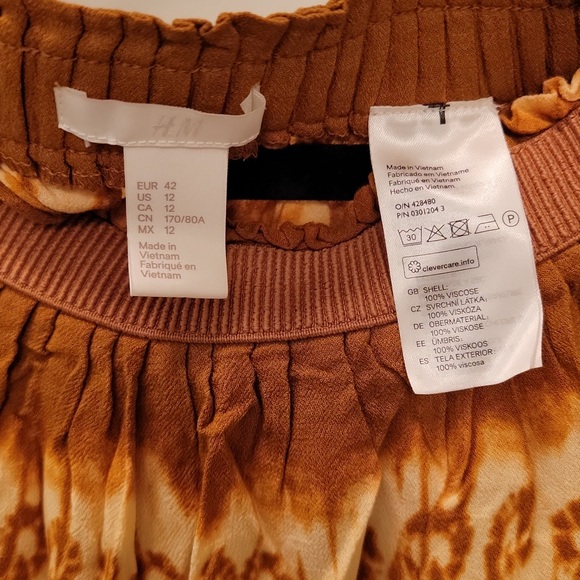 H&M
EUR 42
US 12
CA 12
CN 170/80A
MX 12
Made in
Vietnam
Fabriqué en
Vietnam
Made in Vietnam
Fabricado em Vietname
Fabriqué en Vietnam
Hecho en Vietnam
O/N 428480
P/N 0301204 3
30
P
clevercare.info
GB SHELL:
100% VISCOSE
CZ SVRCHNÍ LÁTKA:
100% VISKÓZA
DE OBERMATERIAL:
100% VISKOSE
EE ÜMBRIS:
100% VISKOOS
ES TELA EXTERIOR:
100% viscosa